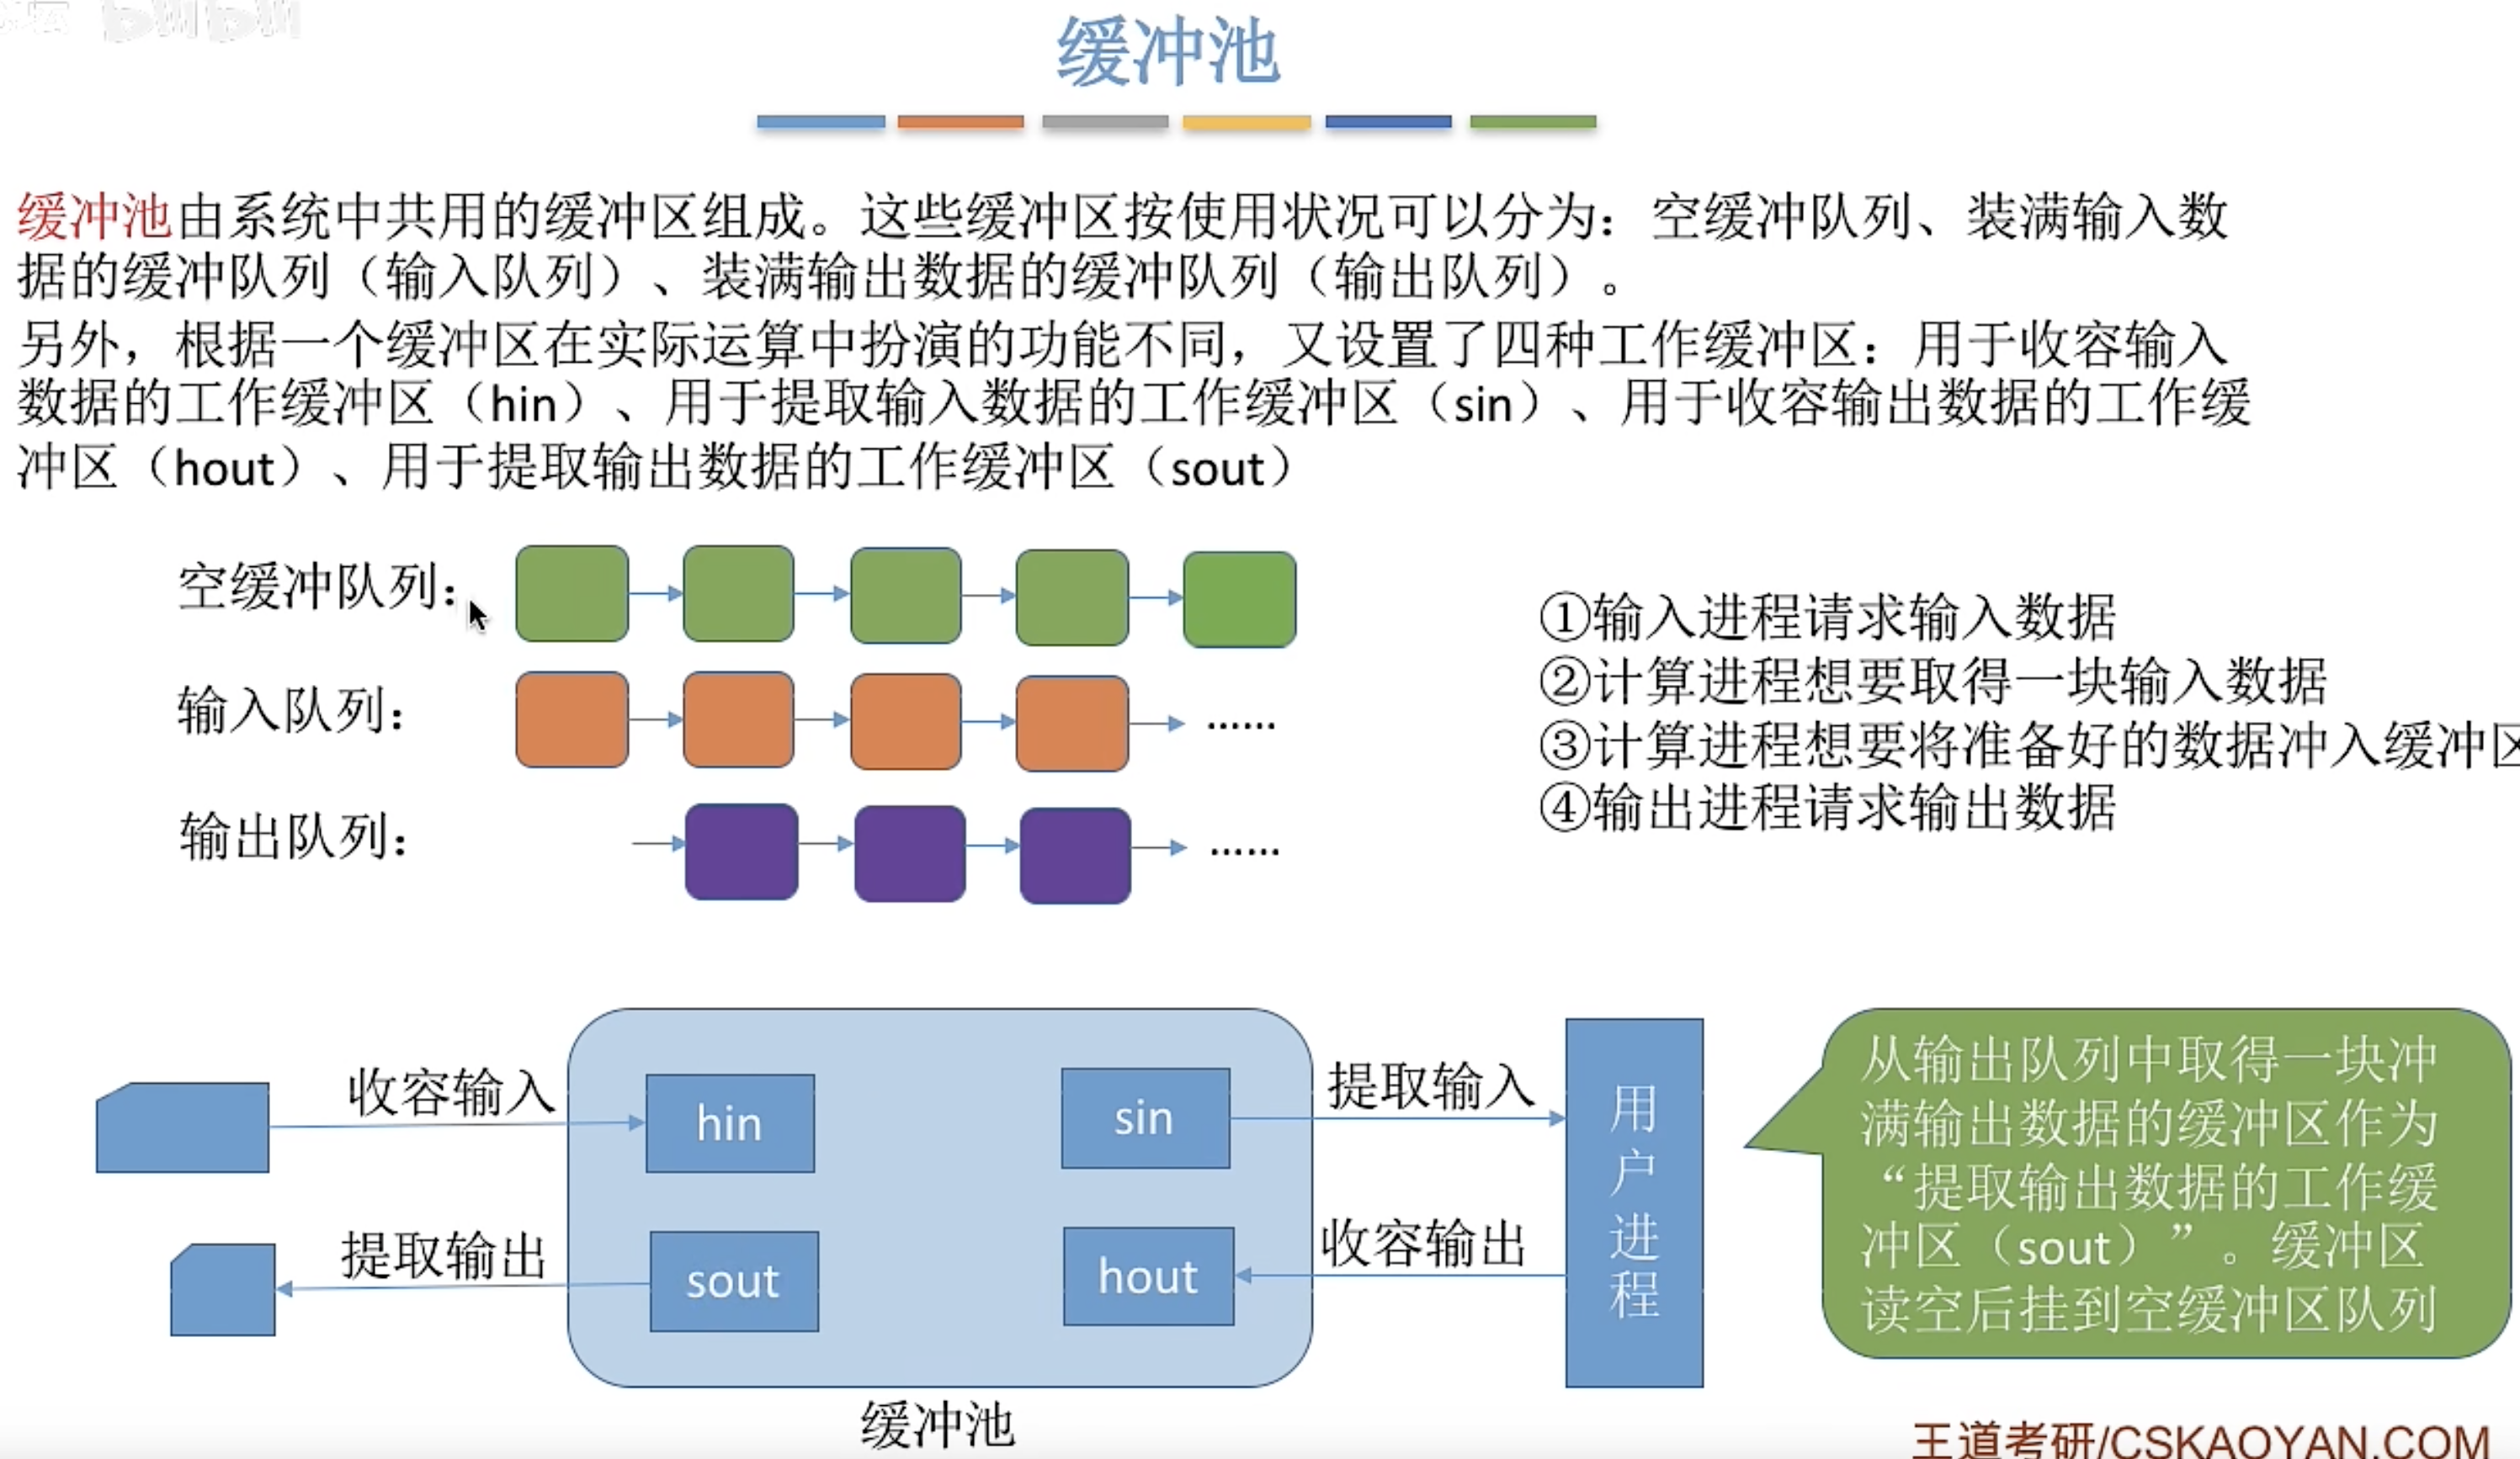 缓冲池
缓冲池由系统中共用的缓冲区组成。这些缓冲区按使用状况可以分为：空缓冲队列、装满输入数
据的缓冲队列（输入队列）、装满输出数据的缓冲队列（输出队列）。
另外，根据一个缓冲区在实际运算中扮演的功能不同，又设置了四种工作缓冲区：用于收容输入
数据的工作缓冲区（hin）、用于提取输入数据的工作缓冲区（sin）、用于收容输出数据的工作缓
冲区（hout）、用于提取输出数据的工作缓冲区（sout）
空缓冲队列：
输入队列：
......
输出队列：
......
①输入进程请求输入数据
②计算进程想要取得一块输入数据
③计算进程想要将准备好的数据冲入缓冲区
④输出进程请求输出数据
收容输入
hin
sin
提取输入
提取输出
sout
hout
收容输出
用户进程
缓冲池
从输出队列中取得一块冲
满输出数据的缓冲区作为
“提取输出数据的工作缓
冲区（sout）”。缓冲区
读空后挂到空缓冲区队列
王道考研/CSKAOYAN.COM